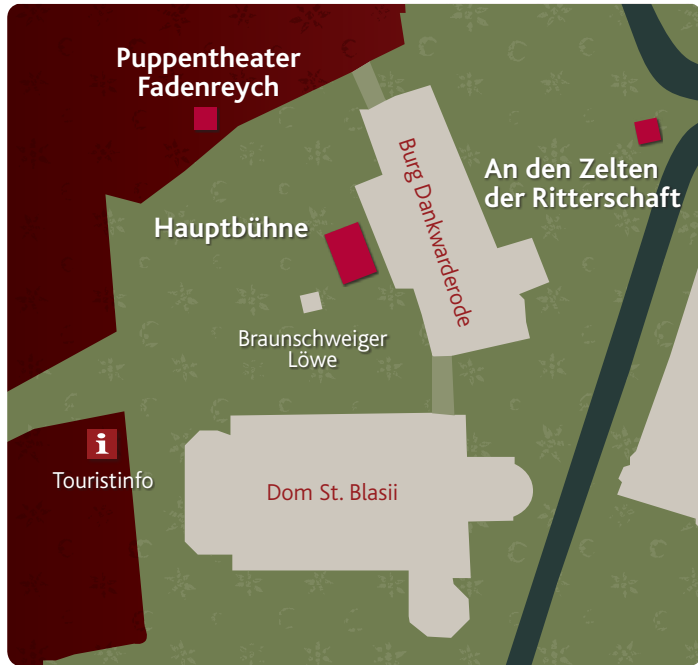 Puppentheater
Fadenreych
An den Zelten
der Ritterschaft
Burg Dankwarderode
Hauptbühne
Braunschweiger
Löwe
i
Touristinfo
Dom St. Blasii